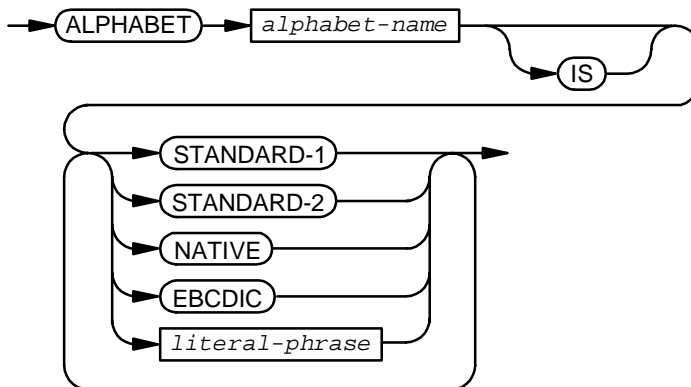 ALPHABET alphabet-name
IS
STANDARD-1
STANDARD-2
NATIVE
EBCDIC
literal-phrase